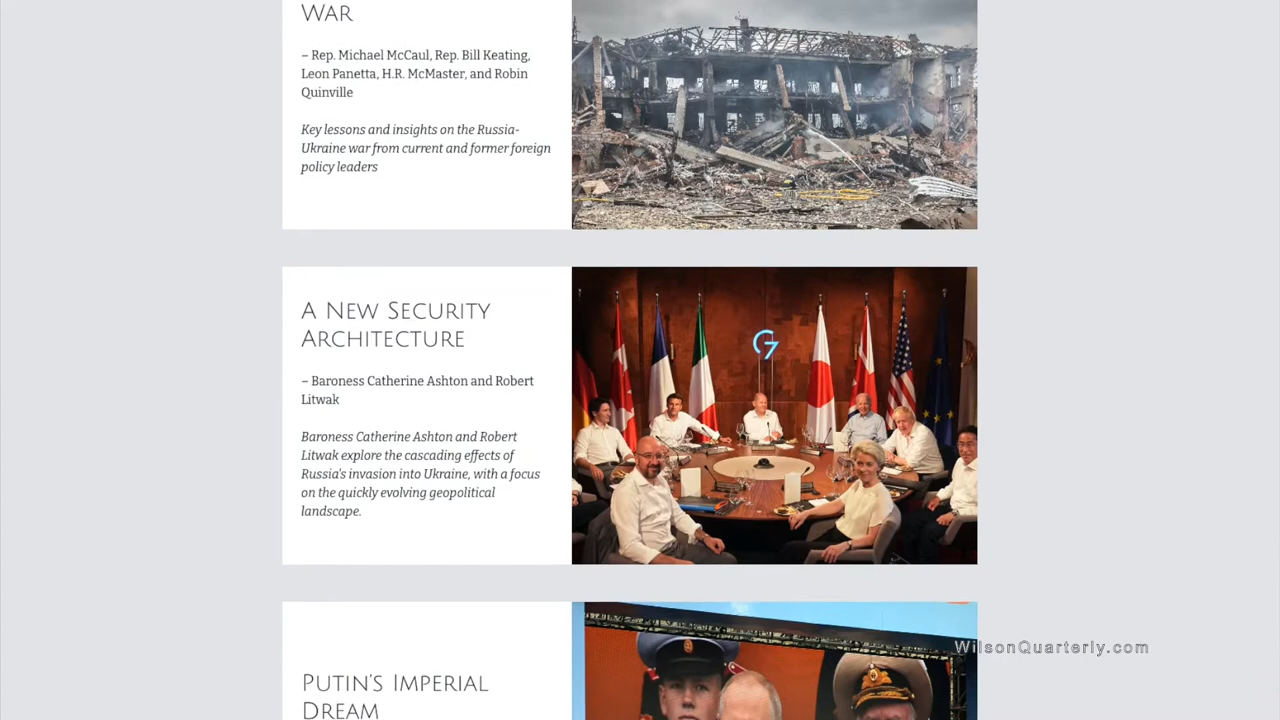 War
– Rep. Michael McCaul, Rep. Bill Keating,
Leon Panetta, H.R. McMaster, and Robin
Quinville
Key lessons and insights on the Russia-
Ukraine war from current and former foreign
policy leaders
A New Security
Architecture
– Baroness Catherine Ashton and Robert
Litwak
Baroness Catherine Ashton and Robert
Litwak explore the cascading effects of
Russia's invasion into Ukraine, with a focus
on the quickly evolving geopolitical
landscape.
G7
WilsonQuarterly.com
Putin's Imperial
Dream